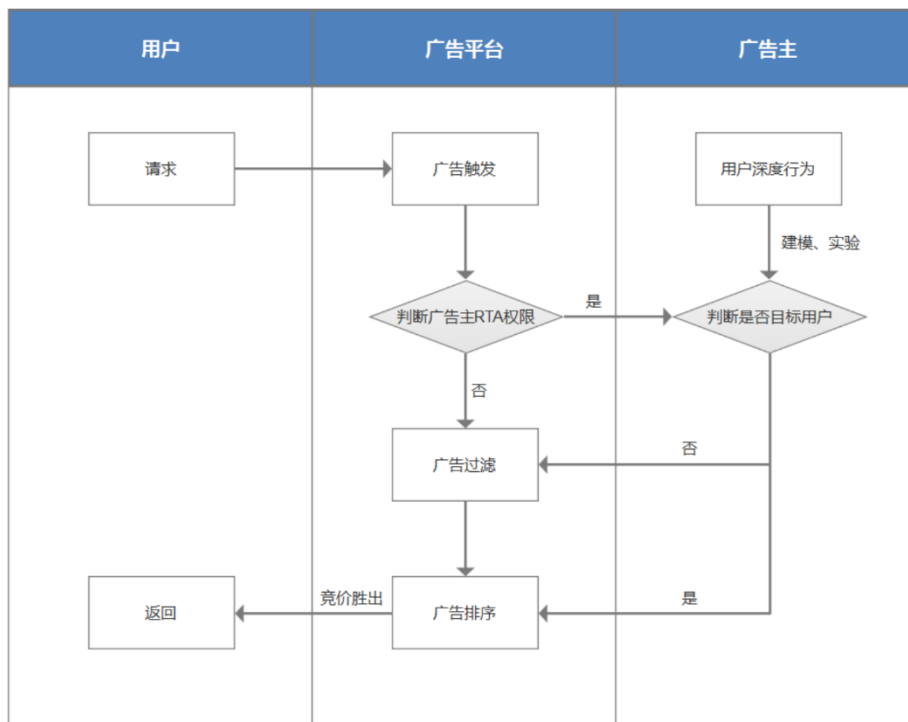 用户
广告平台
广告主
请求
广告触发
用户深度行为
建模、实验
判断广告主RTA权限
是
判断是否目标用户
否
广告过滤
否
返回
竞价胜出
广告排序
是